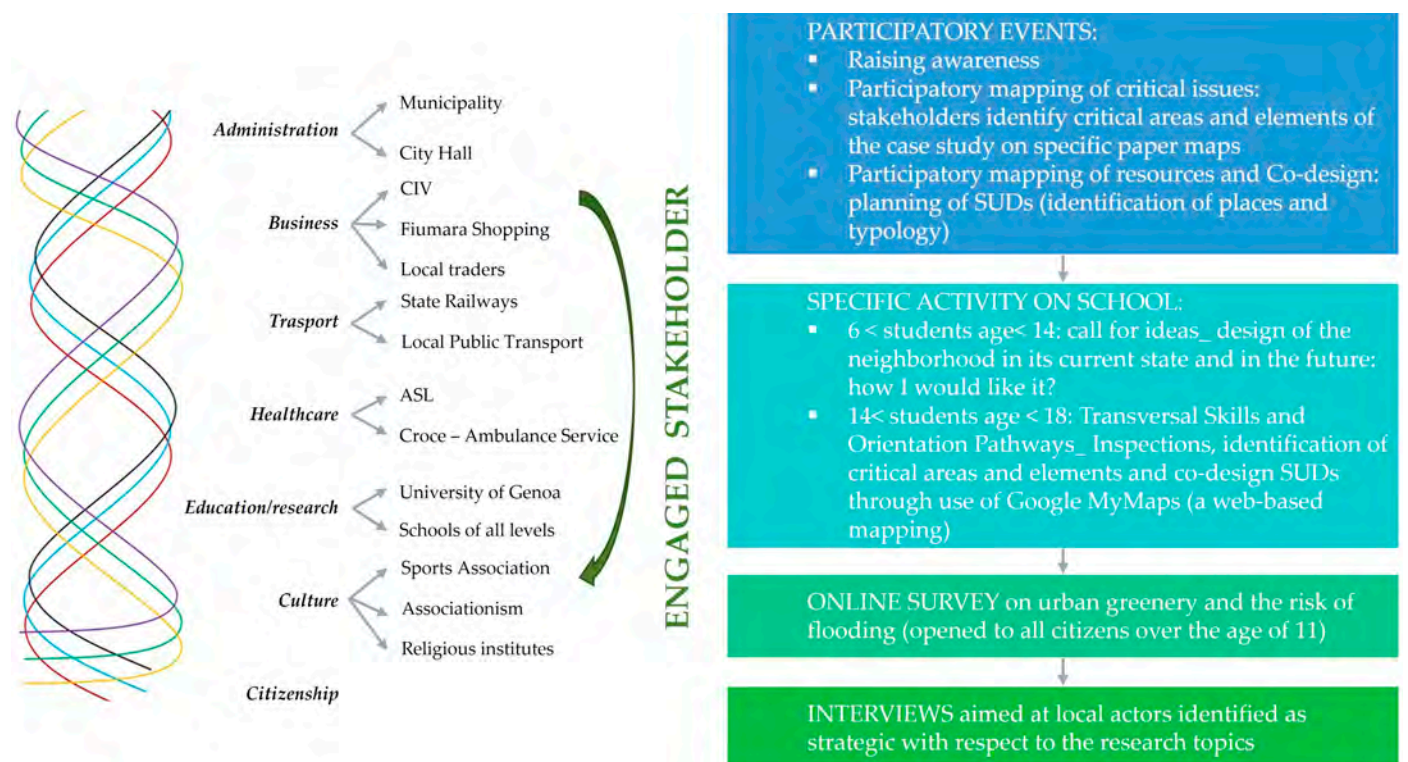 Administration
Municipality
City Hall
Business
CIV
Fiumara Shopping
Local traders
Trasport
State Railways
Local Public Transport
Healthcare
ASL
Croce – Ambulance Service
Education/research
University of Genoa
Schools of all levels
Culture
Sports Association
Associationism
Religious institutes
Citizenship
ENGAGED STAKEHOLDER
PARTICIPATORY EVENTS:
▪ Raising awareness
▪ Participatory mapping of critical issues:
stakeholders identify critical areas and elements of
the case study on specific paper maps
▪ Participatory mapping of resources and Co-design:
planning of SUDs (identification of places and
typology)
SPECIFIC ACTIVITY ON SCHOOL:
▪ 6 < students age< 14: call for ideas_ design of the
neighborhood in its current state and in the future:
how I would like it?
▪ 14< students age < 18: Transversal Skills and
Orientation Pathways_ Inspections, identification of
critical areas and elements and co-design SUDs
through use of Google MyMaps (a web-based
mapping)
ONLINE SURVEY on urban greenery and the risk of
flooding (opened to all citizens over the age of 11)
INTERVIEWS aimed at local actors identified as
strategic with respect to the research topics